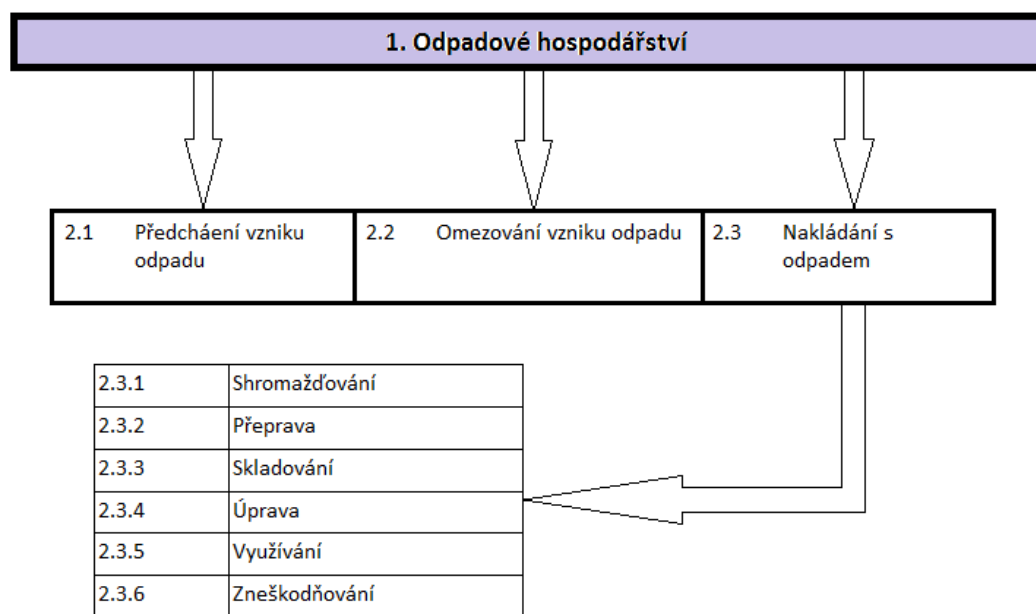 1. Odpadové hospodářství
2.1 Předcháení vzniku odpadu
2.2 Omezování vzniku odpadu
2.3 Nakládání s odpadem
2.3.1 Shromažďování
2.3.2 Přeprava
2.3.3 Skladování
2.3.4 Úprava
2.3.5 Využívání
2.3.6 Zneškodňování